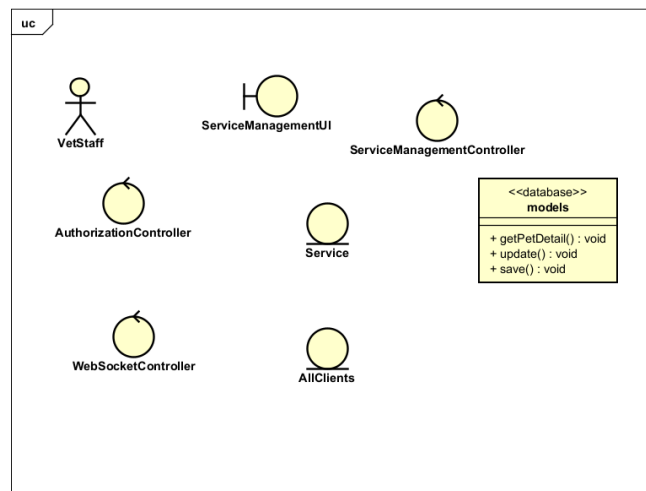 uc
VetStaff
ServiceManagementUI
ServiceManagementController
AuthorizationController
Service
<<database>>
models
+ getPetDetail() : void
+ update() : void
+ save() : void
WebSocketController
AllClients